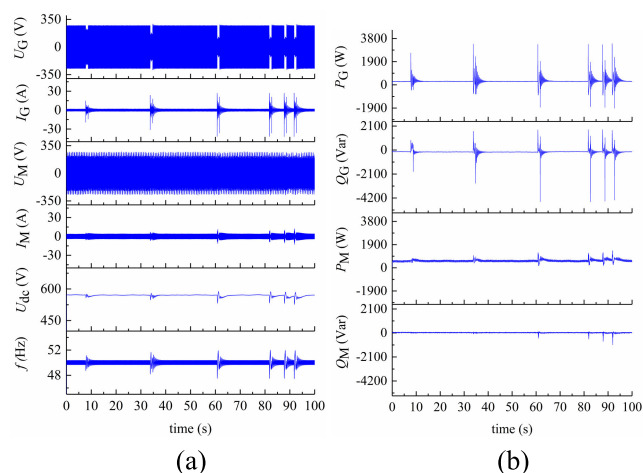 350
0
-350
U_G (V)
30
0
-30
I_G (A)
350
0
-350
U_M (V)
30
0
-30
I_M (A)
600
450
U_dc (V)
52
50
48
f (Hz)
0 10 20 30 40 50 60 70 80 90 100
time (s)
(a)
3800
1900
0
-1900
P_G (W)
2100
0
-2100
-4200
Q_G (Var)
3800
1900
0
-1900
P_M (W)
2100
0
-2100
-4200
Q_M (Var)
0 10 20 30 40 50 60 70 80 90 100
time (s)
(b)